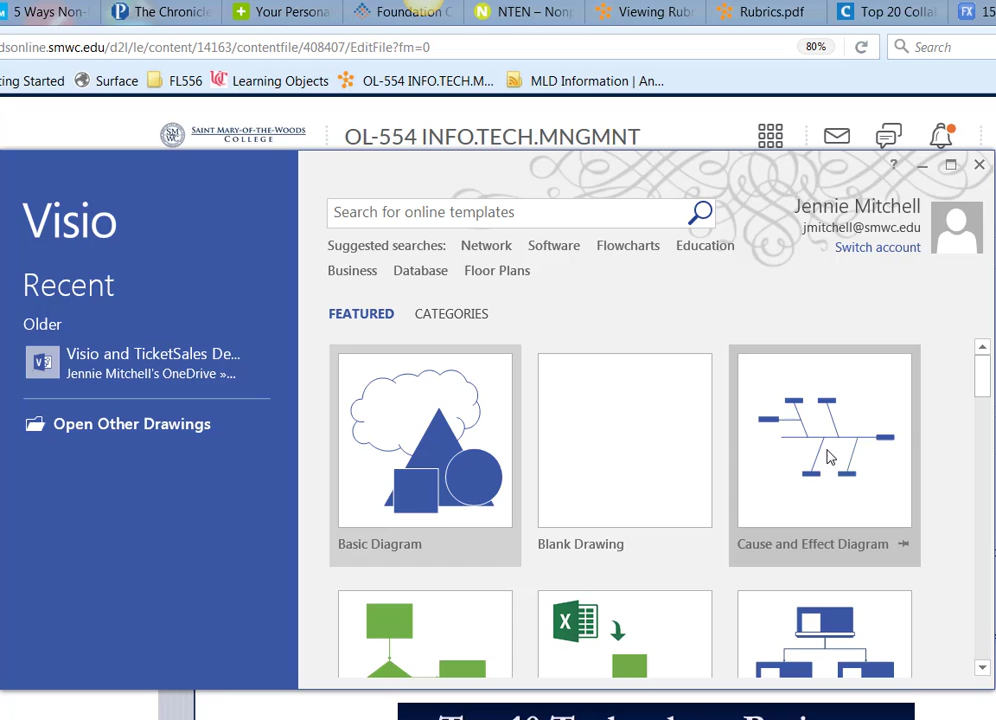 5 Ways Non- The Chronicle Your Persona Foundation C NTEN – Nonp Viewing Rubr Rubrics.pdf Top 20 Colla FX 15
dsonline.smwc.edu/d2l/le/content/14163/contentfile/408407/EditFile?fm=0 80% Search
ting Started Surface FL556 Learning Objects OL-554 INFO.TECH.M... MLD Information | An...
SMWC SAINT MARY-OF-THE-WOODS COLLEGE OL-554 INFO.TECH.MNGMNT
?
Visio
Search for online templates
Jennie Mitchell
jmitchell@smwc.edu
Switch account
Suggested searches: Network Software Flowcharts Education
Business Database Floor Plans
Recent
Older
Visio and TicketSales De...
Jennie Mitchell's OneDrive »...
Open Other Drawings
FEATURED CATEGORIES
Basic Diagram Blank Drawing Cause and Effect Diagram
X